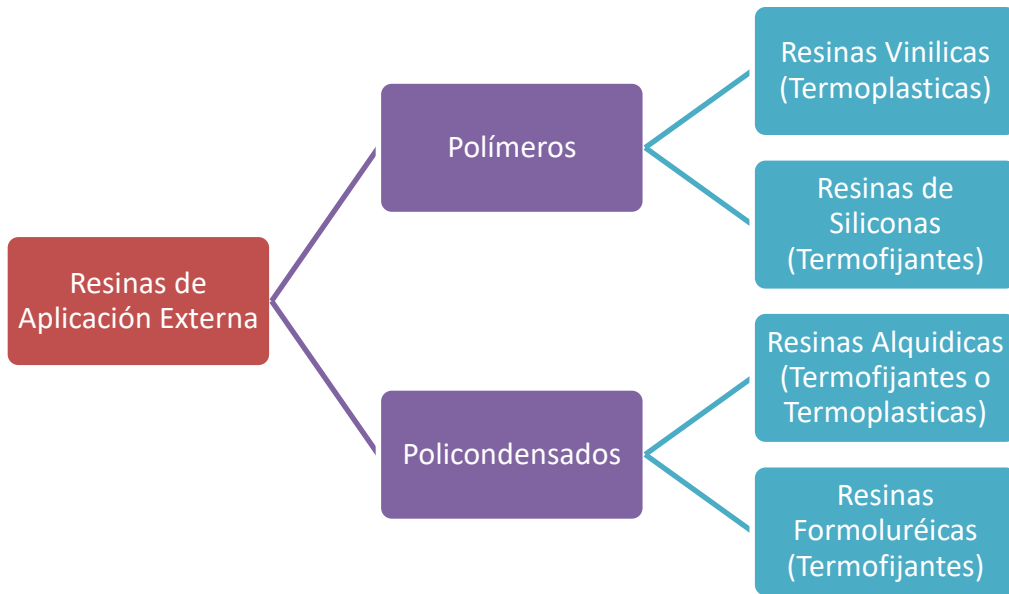 Resinas de
Aplicación Externa
Polímeros
Resinas Vinilicas
(Termoplasticas)
Resinas de
Siliconas
(Termofijantes)
Policondensados
Resinas Alquidicas
(Termofijantes o
Termoplasticas)
Resinas
Formoluréicas
(Termofijantes)